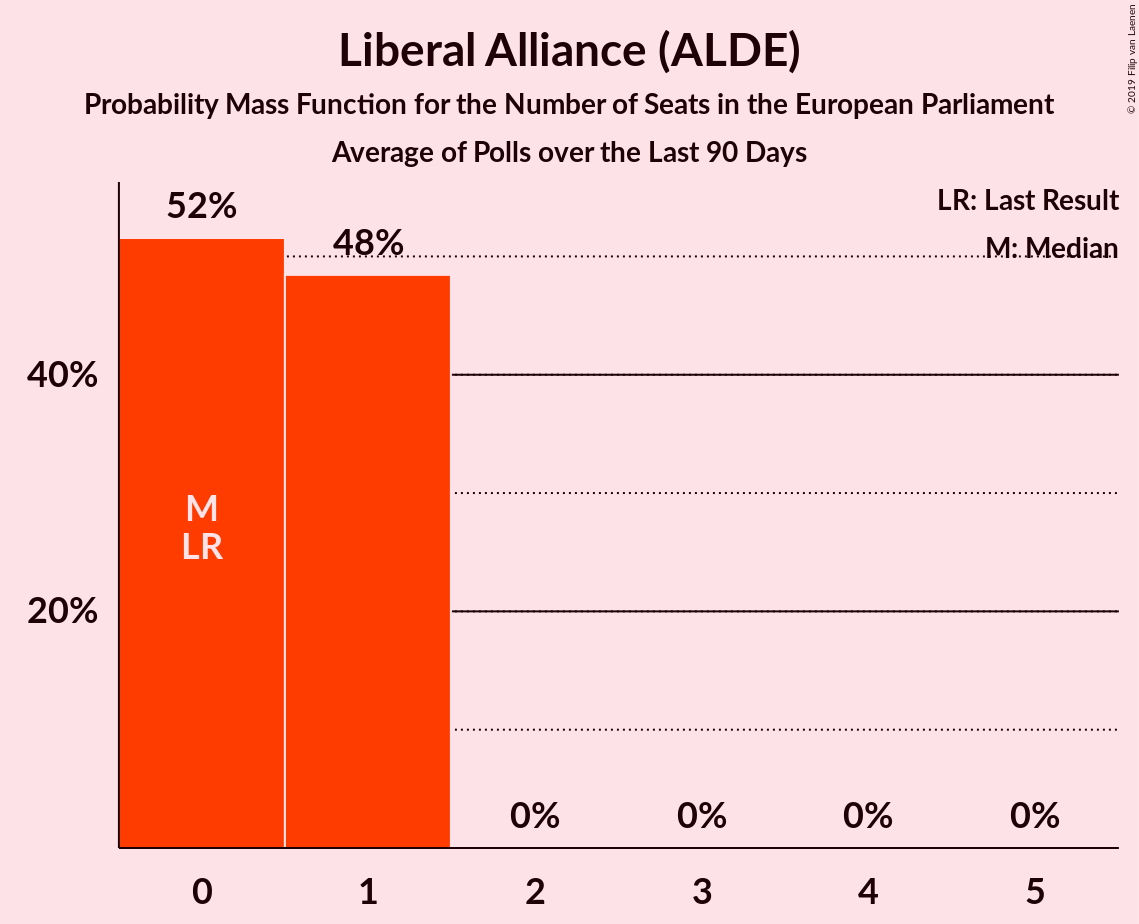 Liberal Alliance (ALDE)
Probability Mass Function for the Number of Seats in the European Parliament
Average of Polls over the Last 90 Days
© 2019 Filip van Laenen
LR: Last Result
M: Median
52%
48%
40%
20%
M
LR
0%
0%
0%
0%
0
1
2
3
4
5